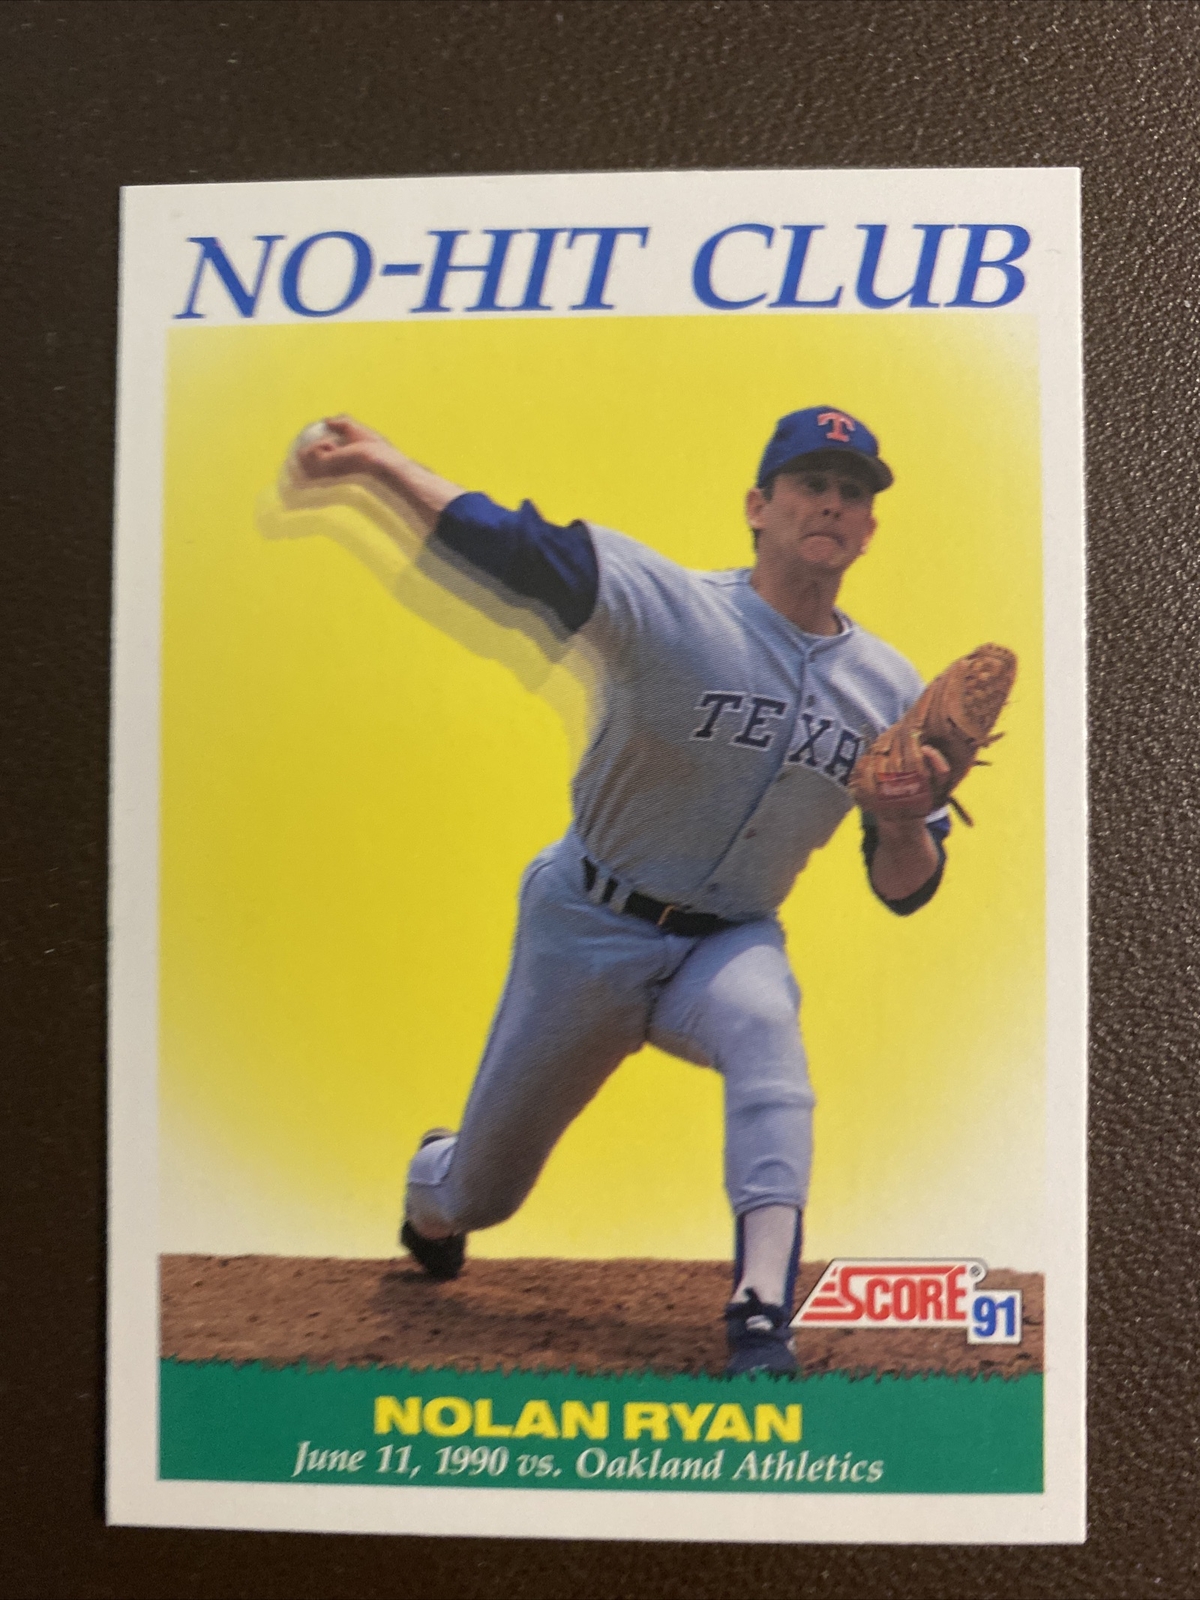 NO-HIT CLUB
T
TEXA
SCORE®
91
NOLAN RYAN
June 11, 1990 vs. Oakland Athletics